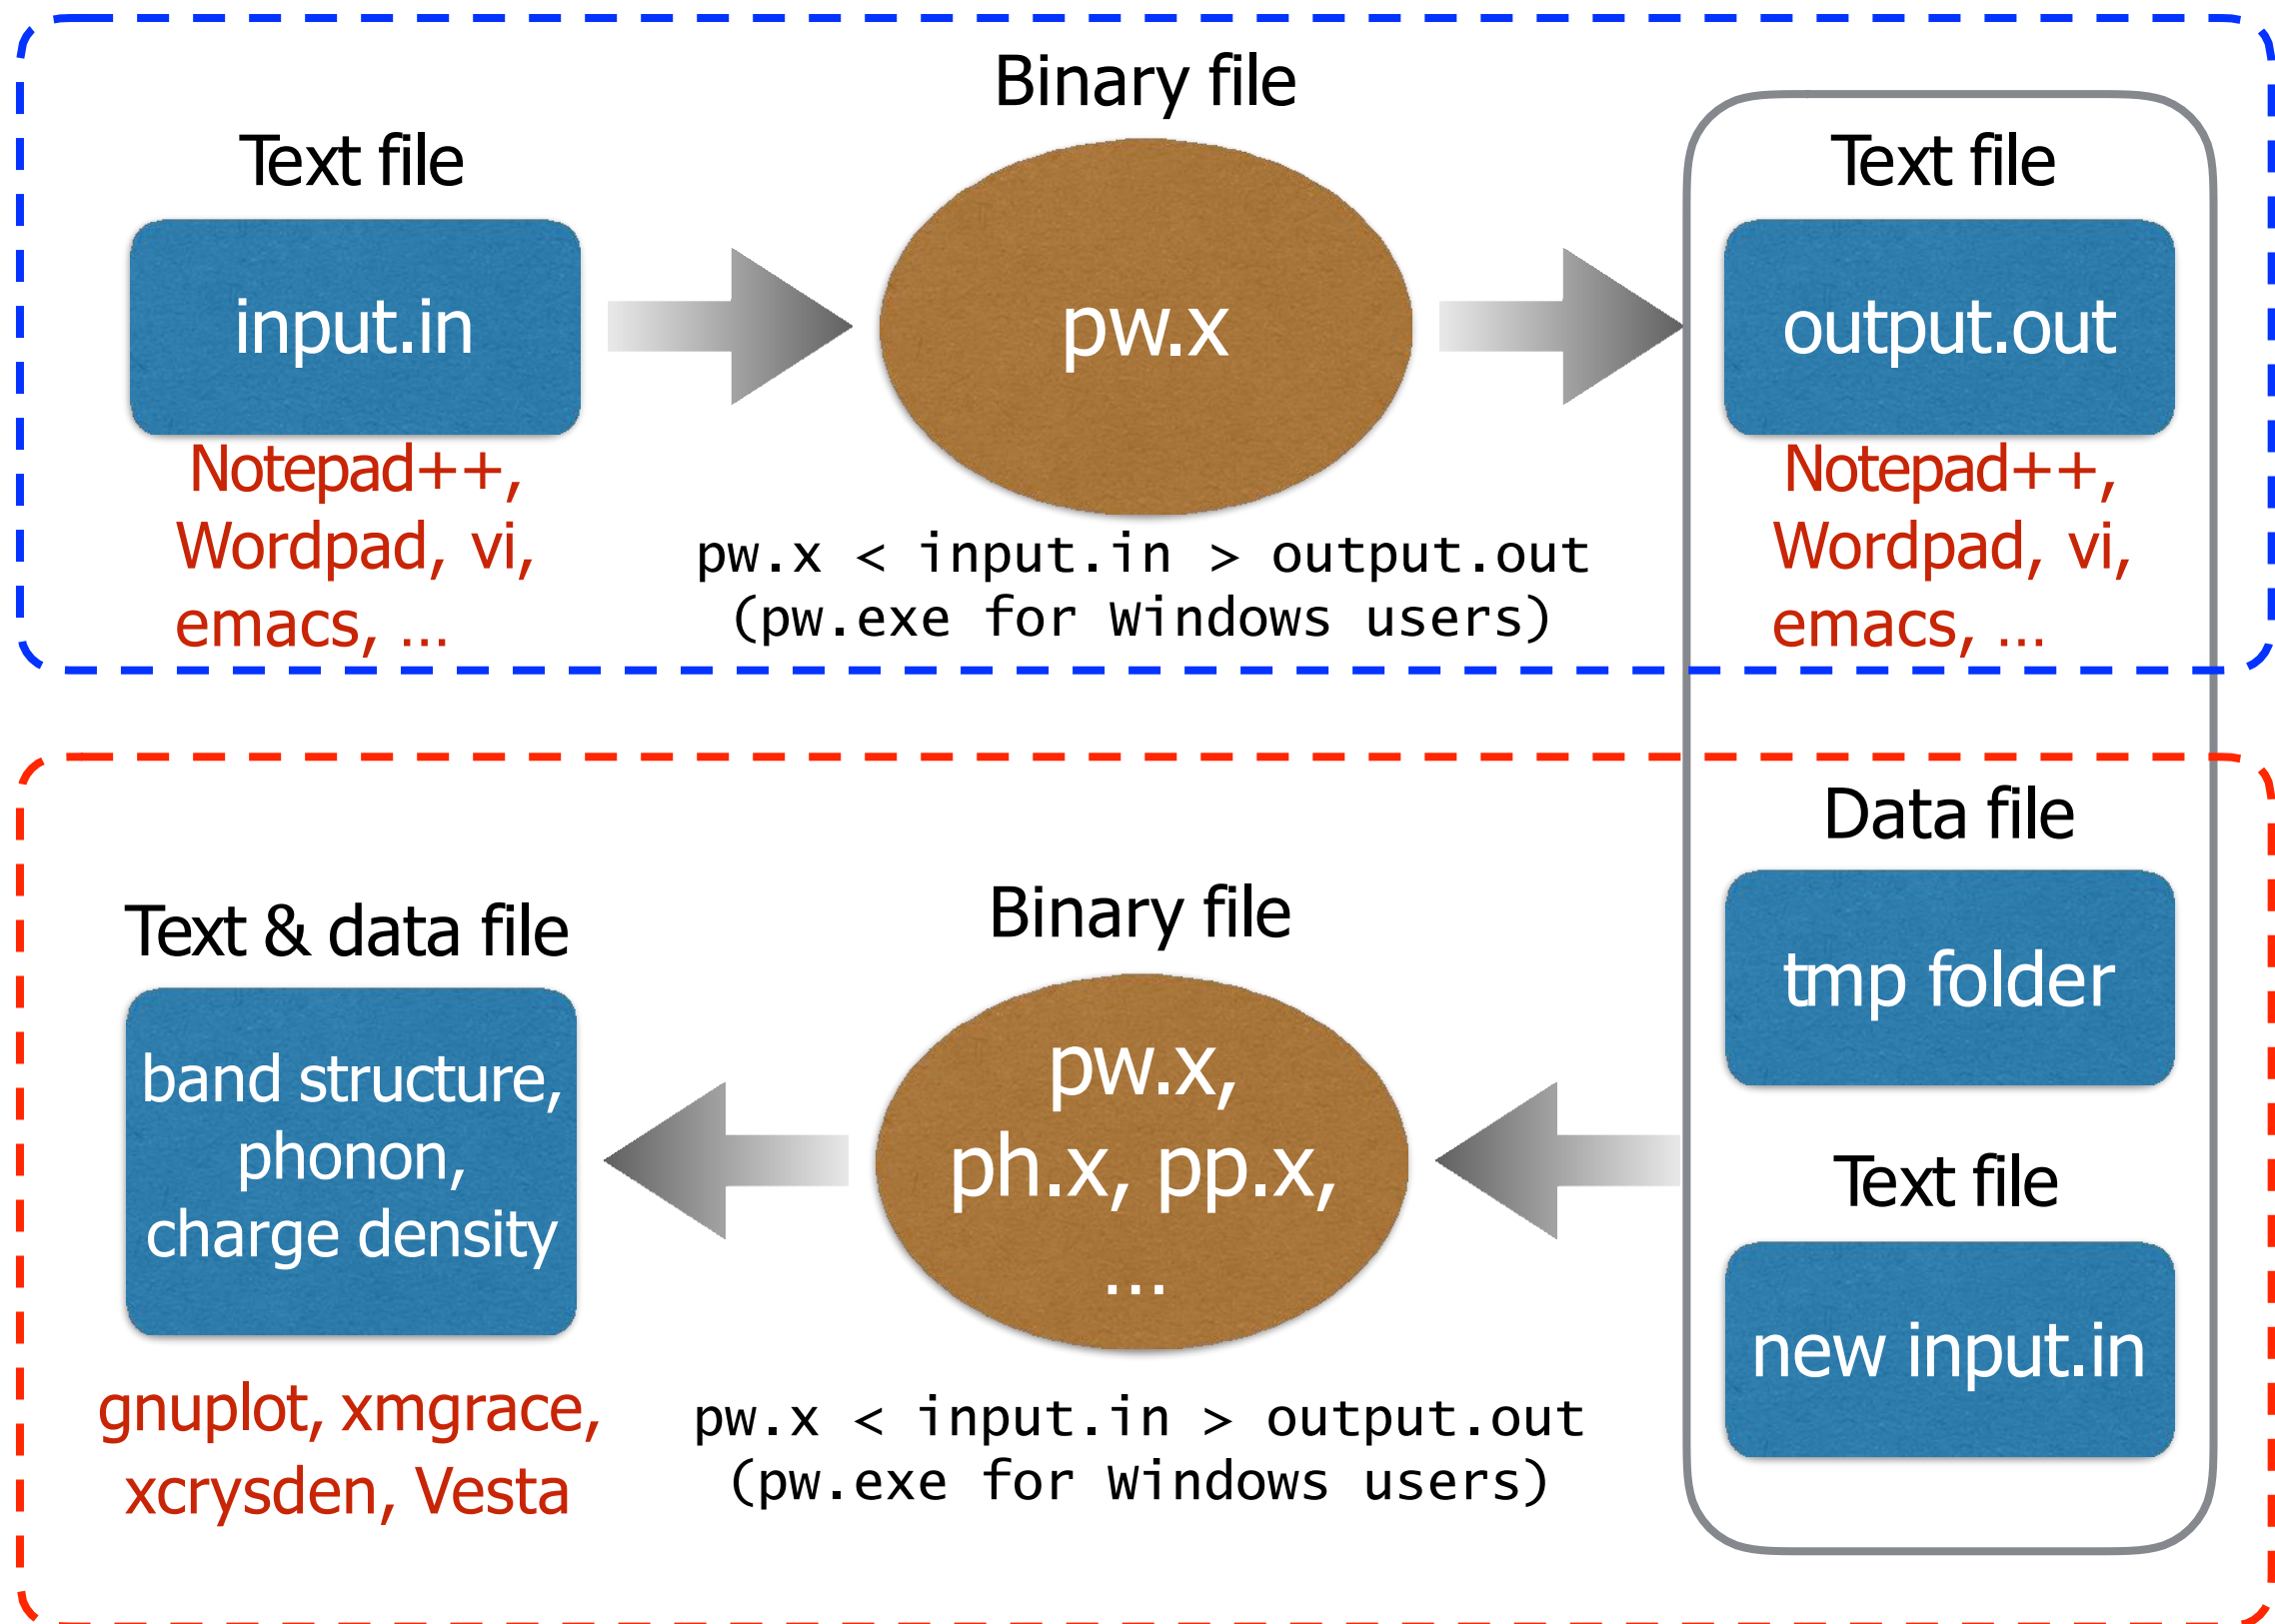 Binary file
Text file
Text file
input.in
pw.x
output.out
Notepad++,
Wordpad, vi,
emacs, ...
pw.x < input.in > output.out
(pw.exe for Windows users)
Notepad++,
Wordpad, vi,
emacs, ...
Data file
tmp folder
Text file
new input.in
Binary file
pw.x,
ph.x, pp.x,
...
pw.x < input.in > output.out
(pw.exe for Windows users)
Text & data file
band structure,
phonon,
charge density
gnuplot, xmgrace,
xcrysden, Vesta